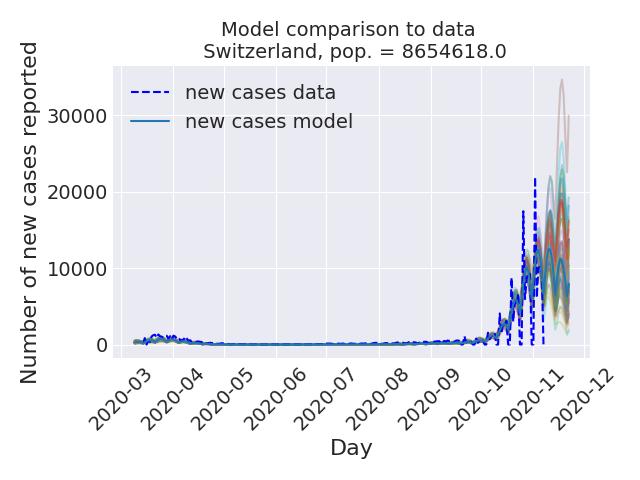 Model comparison to data
Switzerland, pop. = 8654618.0
Number of new cases reported
30000
20000
10000
0
new cases data
new cases model
2020-03
2020-04
2020-05
2020-06
2020-07
2020-08
2020-09
2020-10
2020-11
2020-12
Day